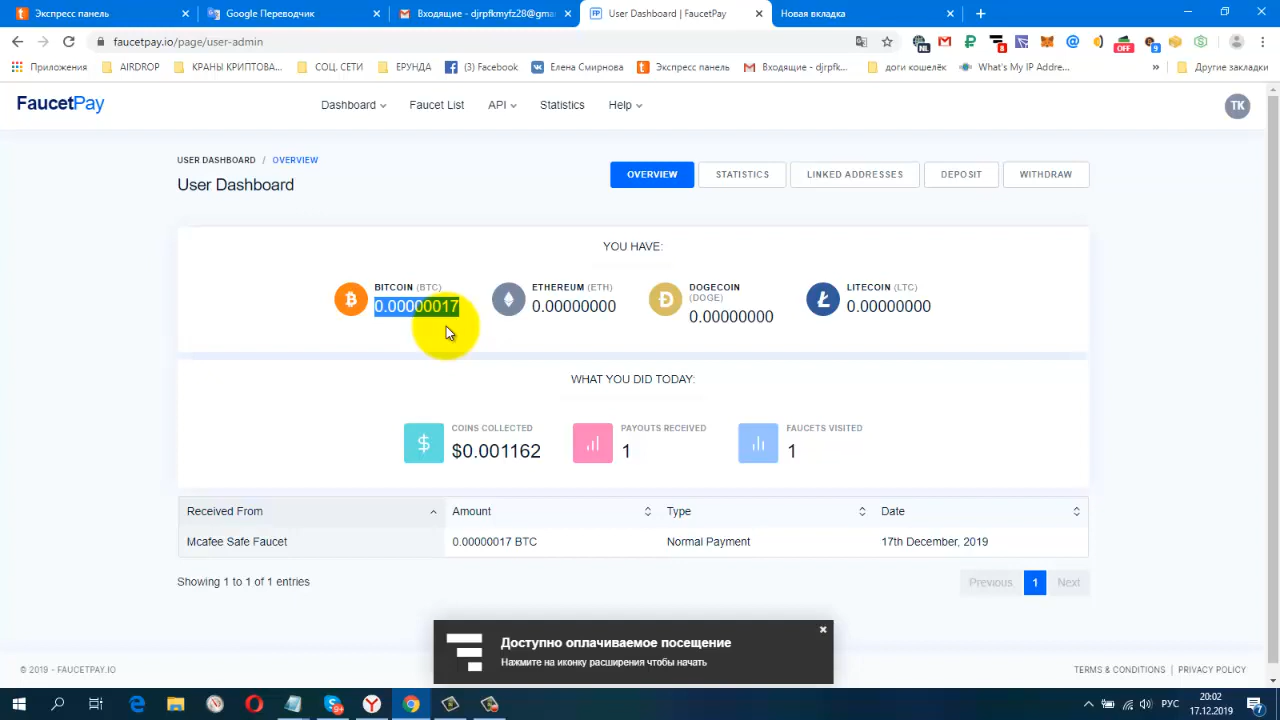 Экспресс панель
Google Переводчик
Входящие - djrpfkmyfz28@gma
User Dashboard | FaucetPay
Новая вкладка
faucetpay.io/page/user-admin
NL
8
OFF
9
Приложения
AIRDROP
КРАНЫ КРИПТОВА...
СОЦ. СЕТИ
ЕРУНДА
(3) Facebook
Елена Смирнова
Экспресс панель
Входящие - djrpfk...
доги кошелёк
What's My IP Addre...
»
Другие закладки
FaucetPay
Dashboard
Faucet List
API
Statistics
Help
TK
USER DASHBOARD / OVERVIEW
User Dashboard
OVERVIEW
STATISTICS
LINKED ADDRESSES
DEPOSIT
WITHDRAW
YOU HAVE:
BITCOIN (BTC)
0.00000017
ETHEREUM (ETH)
0.00000000
DOGECOIN
(DOGE)
0.00000000
LITECOIN (LTC)
0.00000000
WHAT YOU DID TODAY:
COINS COLLECTED
$0.001162
PAYOUTS RECEIVED
1
FAUCETS VISITED
1
Received From
Amount
Type
Date
Mcafee Safe Faucet
0.00000017 BTC
Normal Payment
17th December, 2019
Showing 1 to 1 of 1 entries
Previous
1
Next
Доступно оплачиваемое посещение
Нажмите на иконку расширения чтобы начать
© 2019 - FAUCETPAY.IO
TERMS & CONDITIONS | PRIVACY POLICY
РУС
20:02
17.12.2019